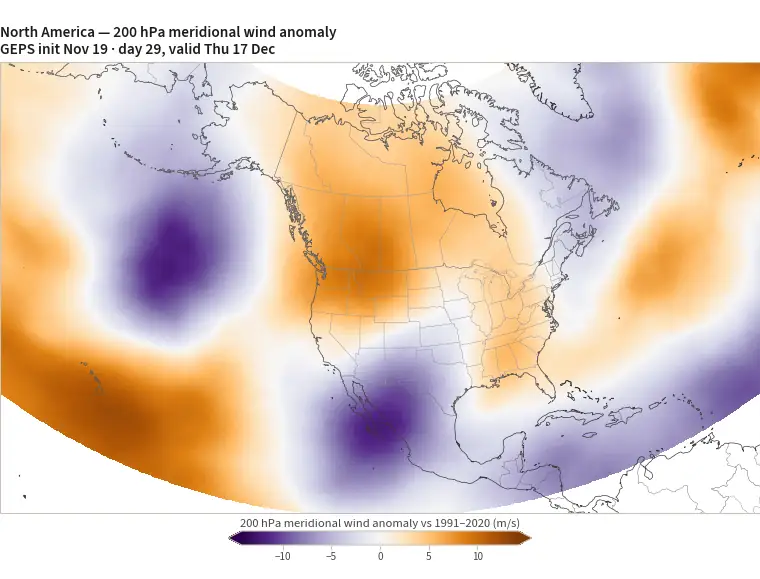 North America — 200 hPa meridional wind anomaly
GEPS init Nov 19 · day 29, valid Thu 17 Dec
200 hPa meridional wind anomaly vs 1991–2020 (m/s)
−10 −5 0 5 10